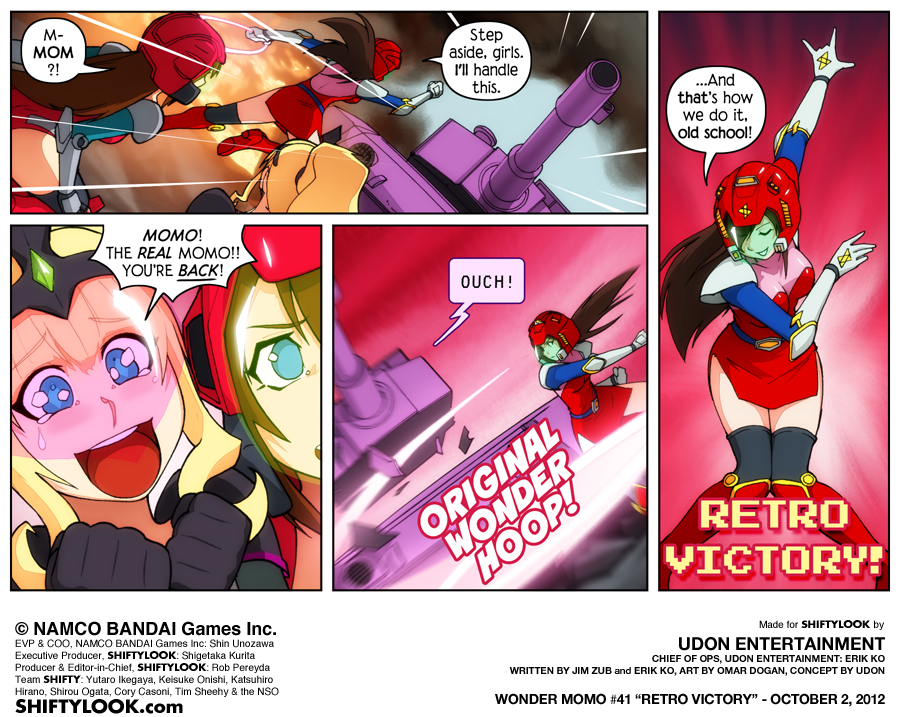 M-
MOM
?!
Step
aside, girls.
I'll handle
this.
...And
that's how
we do it,
old school!
MOMO!
THE REAL MOMO!!
YOU'RE BACK!
OUCH!
ORIGINAL
WONDER
HOOP!
RETRO
VICTORY!
© NAMCO BANDAI Games Inc.
EVP & COO, NAMCO BANDAI Games Inc: Shin Unozawa
Executive Producer, SHIFTYLOOK: Shigetaka Kurita
Producer & Editor-in-Chief, SHIFTYLOOK: Rob Pereyda
Team SHIFTY: Yutaro Ikegaya, Keisuke Onishi, Katsuhiro
Hirano, Shirou Ogata, Cory Casoni, Tim Sheehy & the NSO
SHIFTYLOOK.com
Made for SHIFTYLOOK by
UDON ENTERTAINMENT
CHIEF OF OPS, UDON ENTERTAINMENT: ERIK KO
WRITTEN BY JIM ZUB and ERIK KO, ART BY OMAR DOGAN, CONCEPT BY UDON
WONDER MOMO #41 “RETRO VICTORY” - OCTOBER 2, 2012